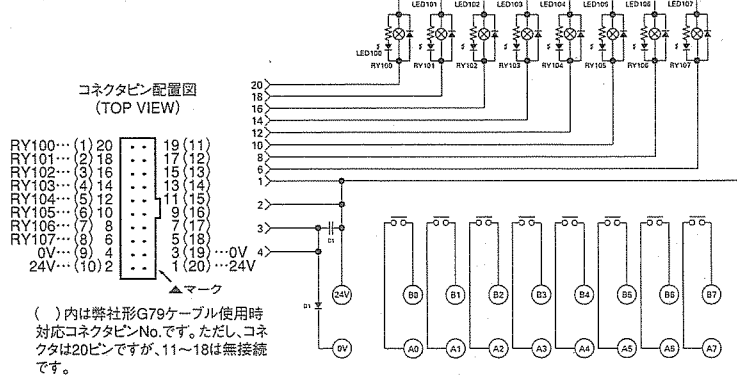 LED101 LED102 LED103 LED104 LED105 LED106 LED107
LED100
RY100 RY101 RY102 RY103 RY104 RY105 RY106 RY107
コネクタピン配置図
(TOP VIEW)
RY100…(1) 20 19 (11)
RY101…(2) 18 17 (12)
RY102…(3) 16 15 (13)
RY103…(4) 14 13 (14)
RY104…(5) 12 11 (15)
RY105…(6) 10 9 (16)
RY106…(7) 8 7 (17)
RY107…(8) 6 5 (18)
0V…(9) 4 3 (19)…0V
24V…(10) 2 1 (20)…24V
▲マーク
( )内は弊社形G79ケーブル使用時
対応コネクタピンNo.です。ただし、コネ
クタは20ピンですが、11～18は無接続
です。
20
18
16
14
12
10
8
6
1
2
3
4
C1
D1
24V
0V
B0 B1 B2 B3 B4 B5 B6 B7
A0 A1 A2 A3 A4 A5 A6 A7